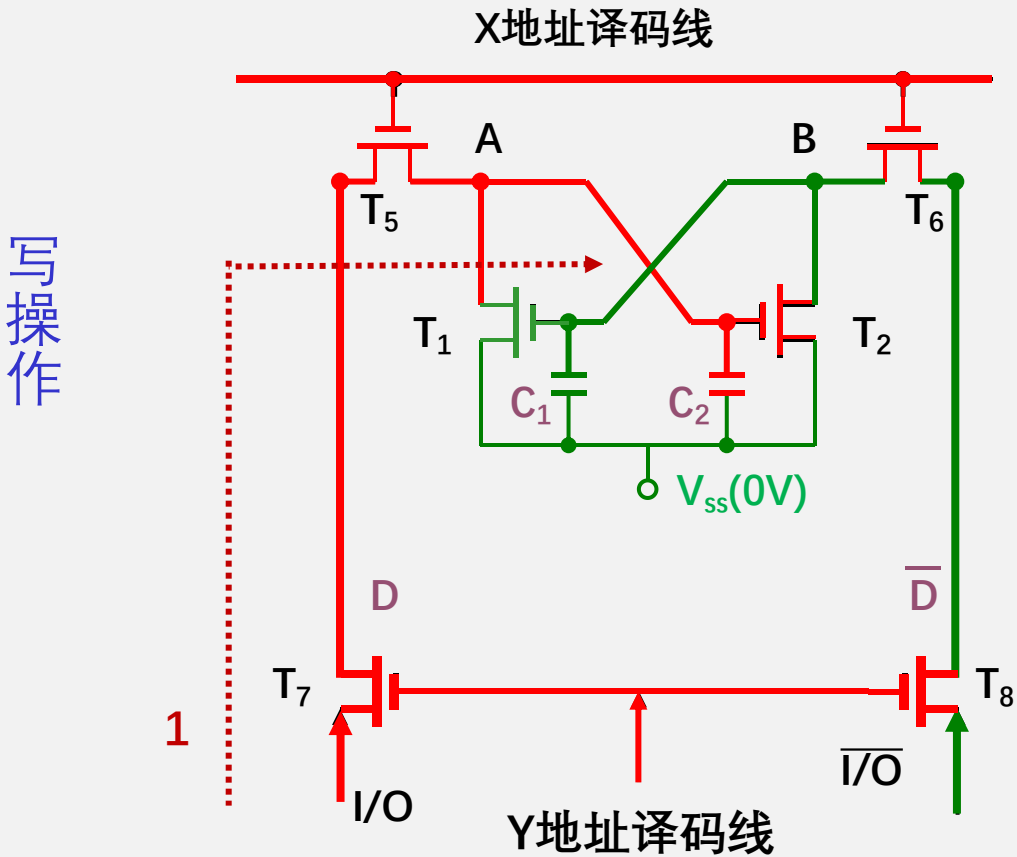 X地址译码线
A
B
T5
T6
写操作
T1
T2
C1
C2
VSS(0V)
D
D̅
T7
T8
1
I/O
I̅/̅O̅
Y地址译码线